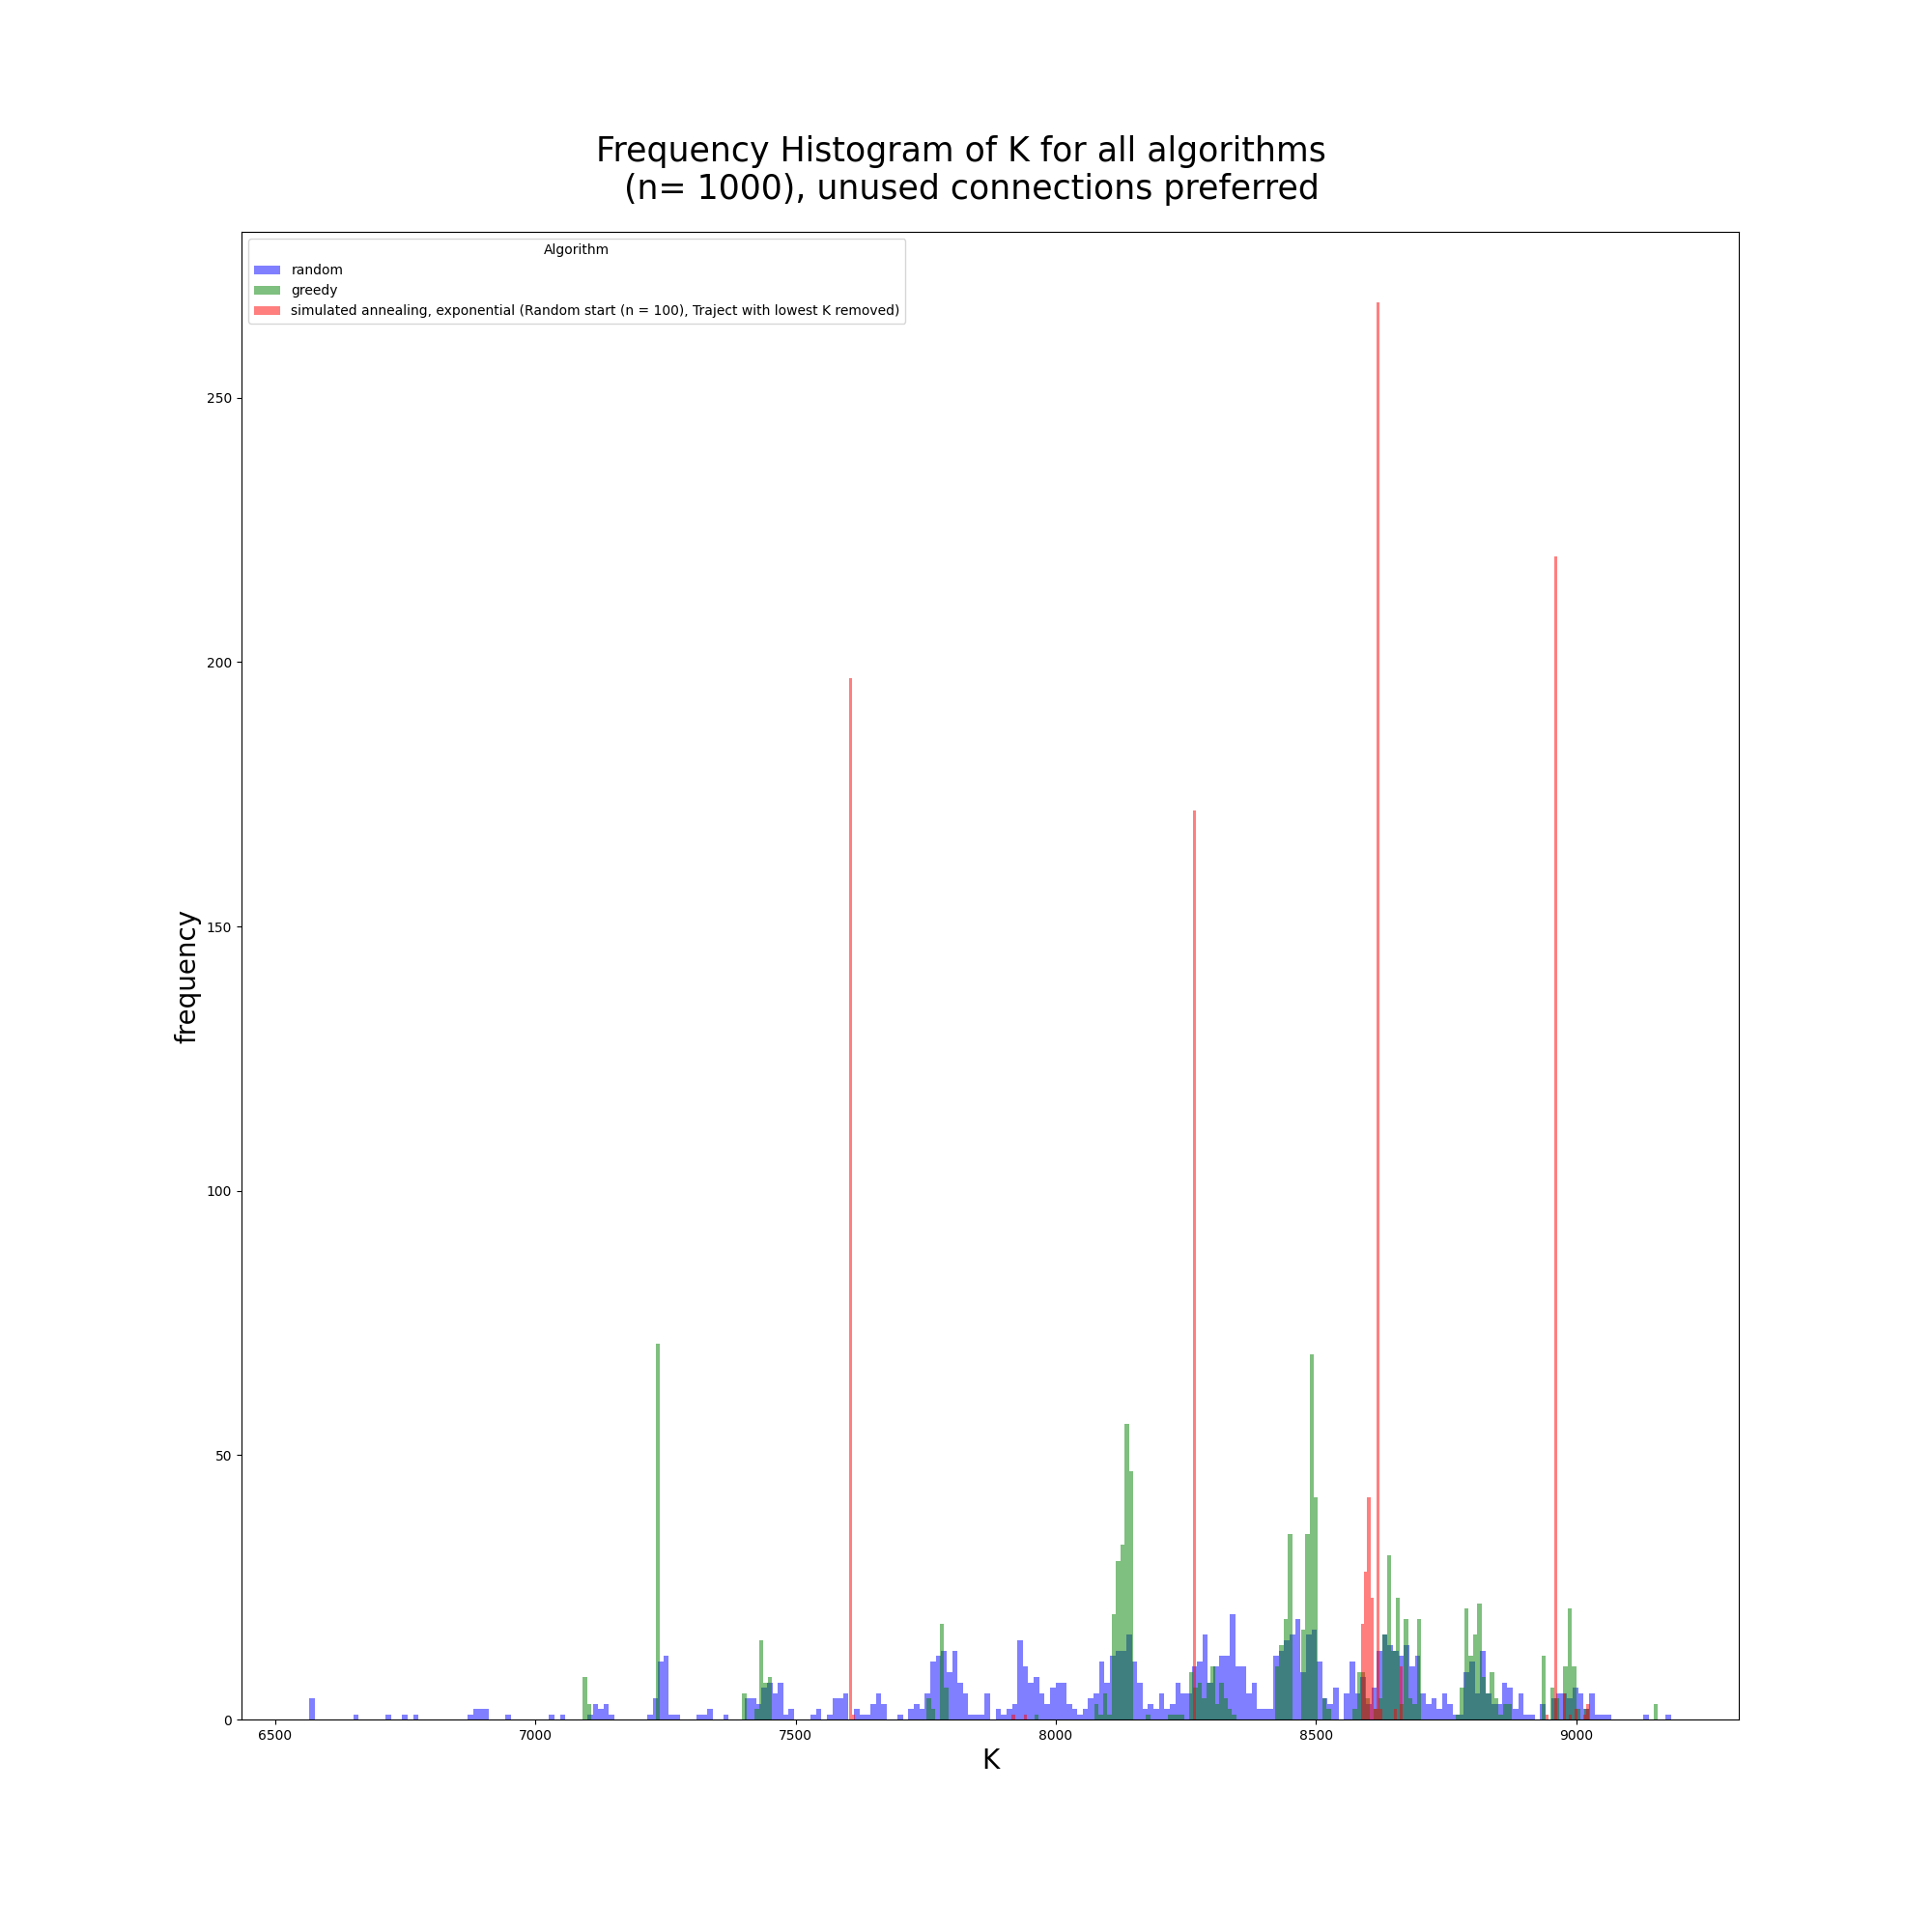 Frequency Histogram of K for all algorithms
(n= 1000), unused connections preferred
Algorithm
random
greedy
simulated annealing, exponential (Random start (n = 100), Traject with lowest K removed)
frequency
250
200
150
100
50
0
6500 7000 7500 8000 8500 9000
K